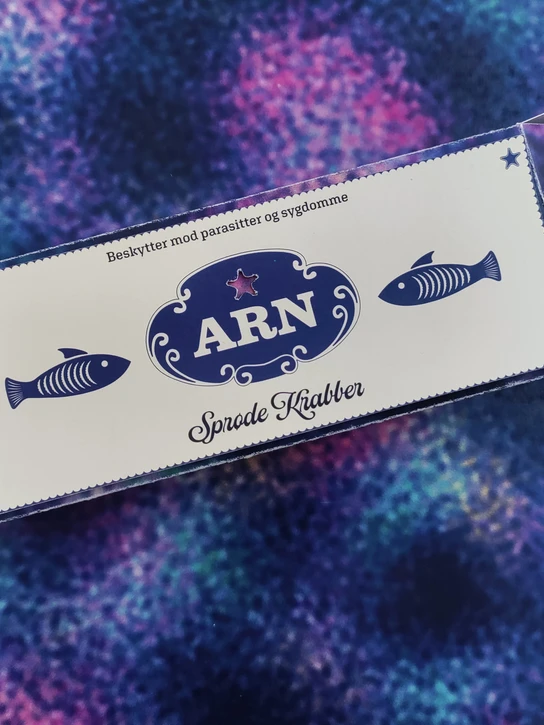 Beskytter mod parasitter og sygdomme
ARN
Sprøde Krabber